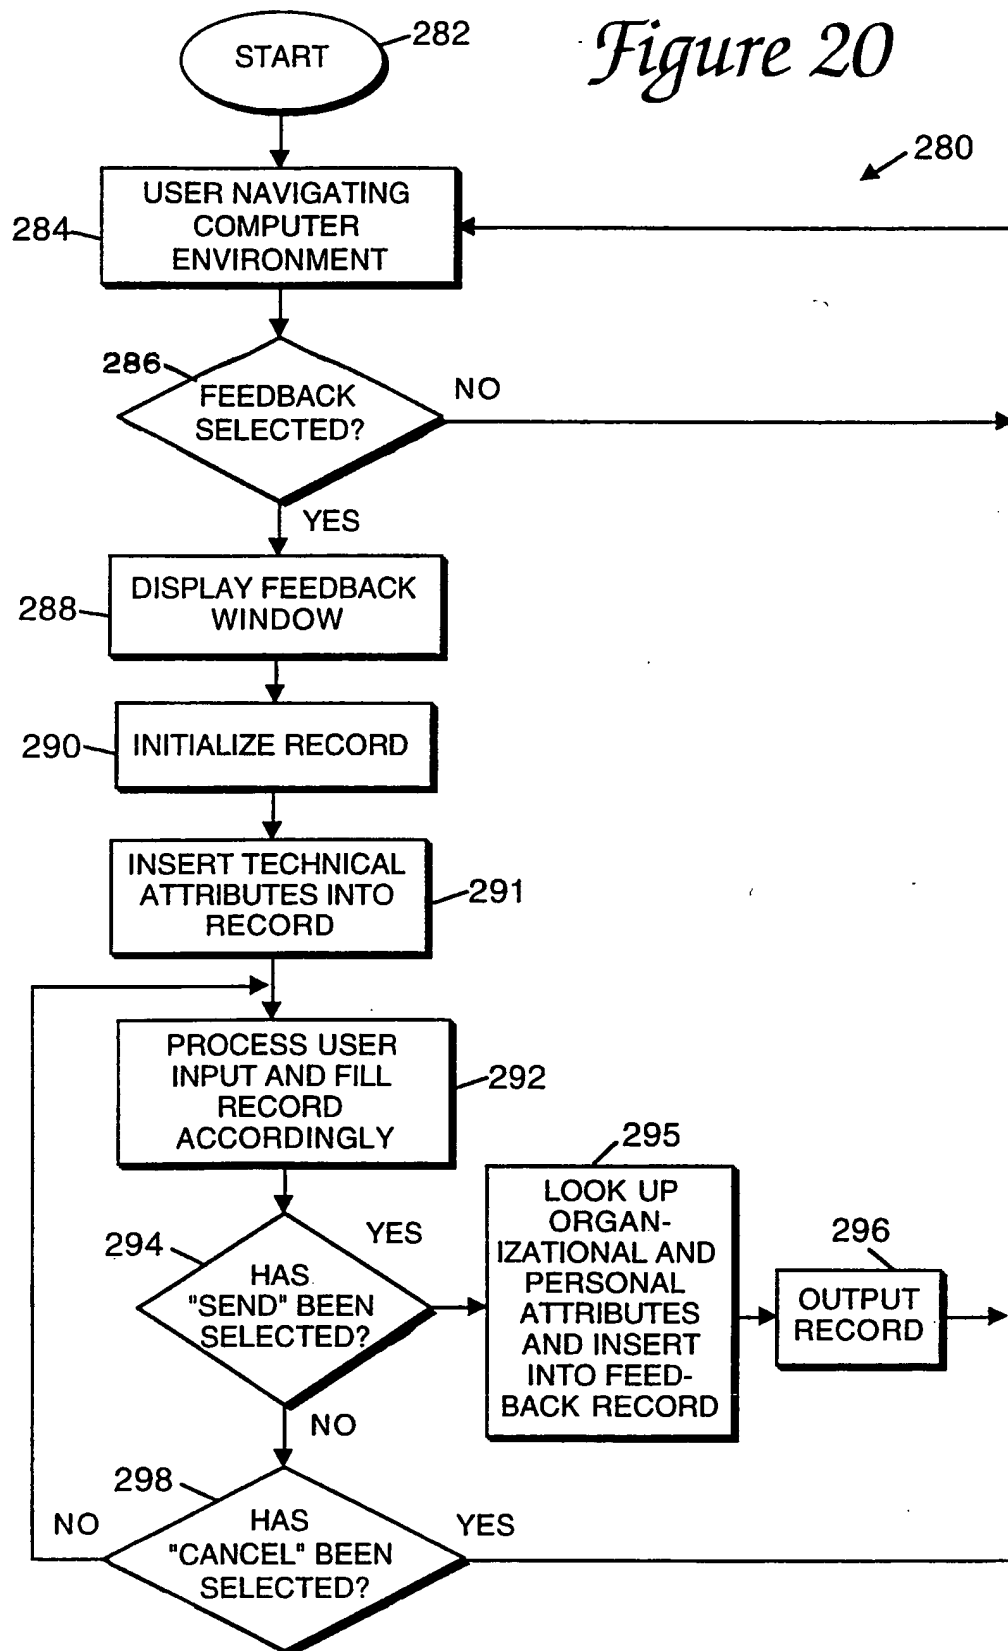 START
282
Figure 20
280
284
USER NAVIGATING
COMPUTER
ENVIRONMENT
286
FEEDBACK
SELECTED?
NO
YES
288
DISPLAY FEEDBACK
WINDOW
290
INITIALIZE RECORD
INSERT TECHNICAL
ATTRIBUTES INTO
RECORD
291
PROCESS USER
INPUT AND FILL
RECORD
ACCORDINGLY
292
294
HAS
"SEND" BEEN
SELECTED?
YES
NO
295
LOOK UP
ORGAN-
IZATIONAL AND
PERSONAL
ATTRIBUTES
AND INSERT
INTO FEED-
BACK RECORD
296
OUTPUT
RECORD
298
HAS
"CANCEL" BEEN
SELECTED?
NO
YES